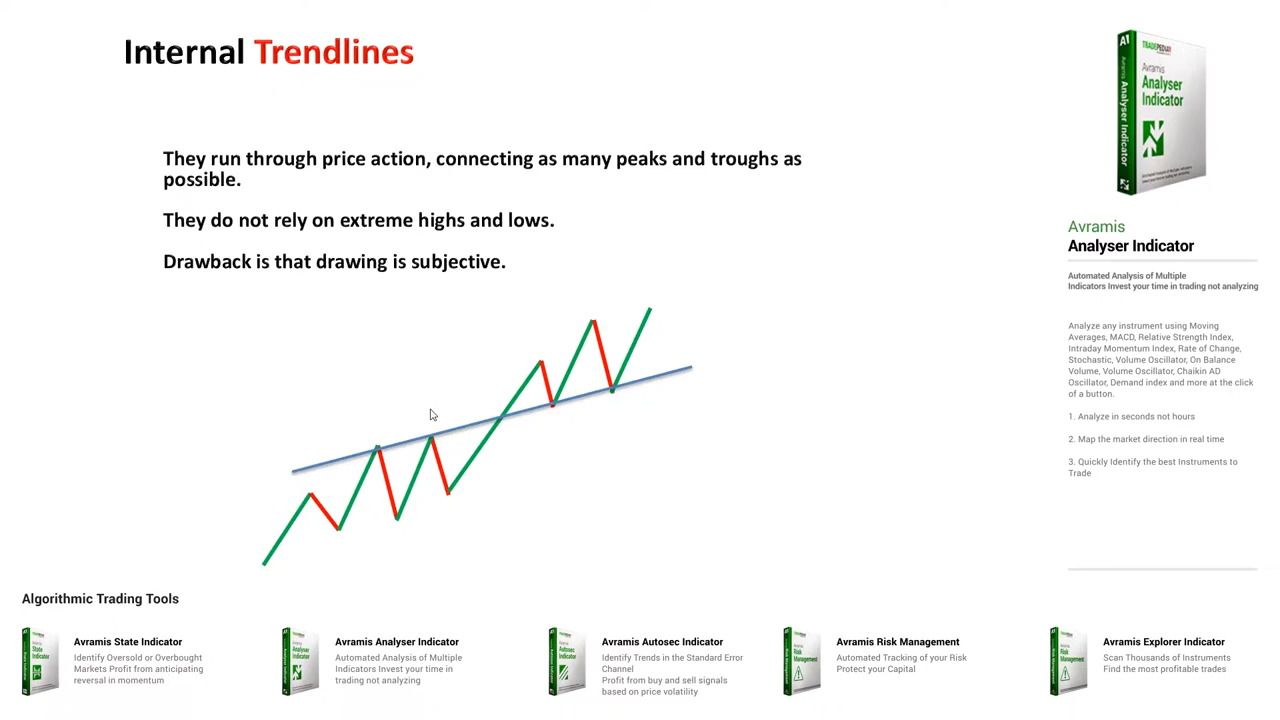 Internal Trendlines
They run through price action, connecting as many peaks and troughs as
possible.
They do not rely on extreme highs and lows.
Drawback is that drawing is subjective.
A1
Avramis Analyser Indicator
TRADEPEDIA
Avramis
Analyser
Indicator
Avramis
Analyser Indicator
Automated Analysis of Multiple
Indicators Invest your time in trading not analyzing
Analyze any instrument using Moving
Averages, MACD, Relative Strength Index,
Intraday Momentum Index, Rate of Change,
Stochastic, Volume Oscillator, On Balance
Volume, Volume Oscillator, Chaikin AD
Oscillator, Demand index and more at the click
of a button.
1. Analyze in seconds not hours
2. Map the market direction in real time
3. Quickly Identify the best Instruments to
Trade
Algorithmic Trading Tools
Avramis State Indicator
Identify Oversold or Overbought
Markets Profit from anticipating
reversal in momentum
Avramis Analyser Indicator
Automated Analysis of Multiple
Indicators Invest your time in
trading not analyzing
Avramis Autosec Indicator
Identify Trends in the Standard Error
Channel
Profit from buy and sell signals
based on price volatility
Avramis Risk Management
Automated Tracking of your Risk
Protect your Capital
Avramis Explorer Indicator
Scan Thousands of Instruments
Find the most profitable trades